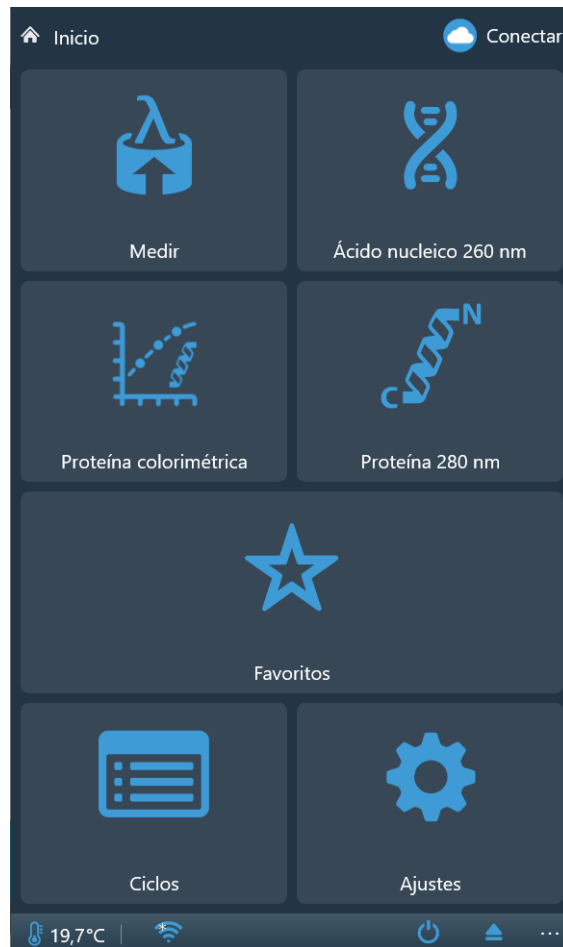 Inicio
Conectar
λ
Medir
Ácido nucleico 260 nm
Proteína colorimétrica
N
C
Proteína 280 nm
Favoritos
Ciclos
Ajustes
19,7°C
...